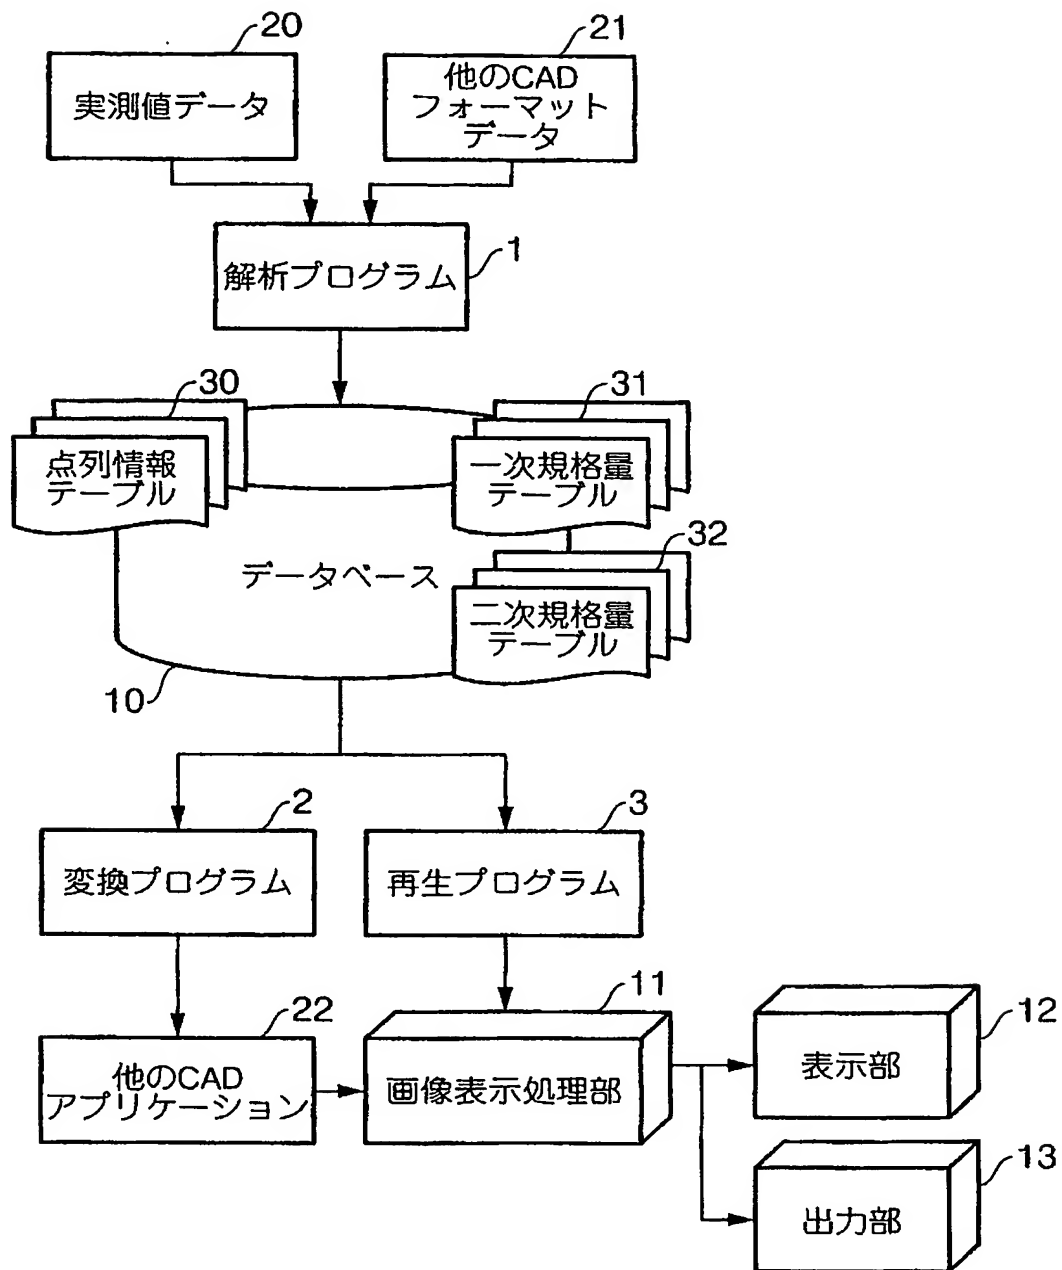 20
実測値データ
21
他のCAD
フォーマット
データ
1
解析プログラム
30
点列情報
テーブル
31
一次規格量
テーブル
32
データベース
二次規格量
テーブル
10
2
変換プログラム
3
再生プログラム
22
他のCAD
アプリケーション
11
画像表示処理部
12
表示部
13
出力部